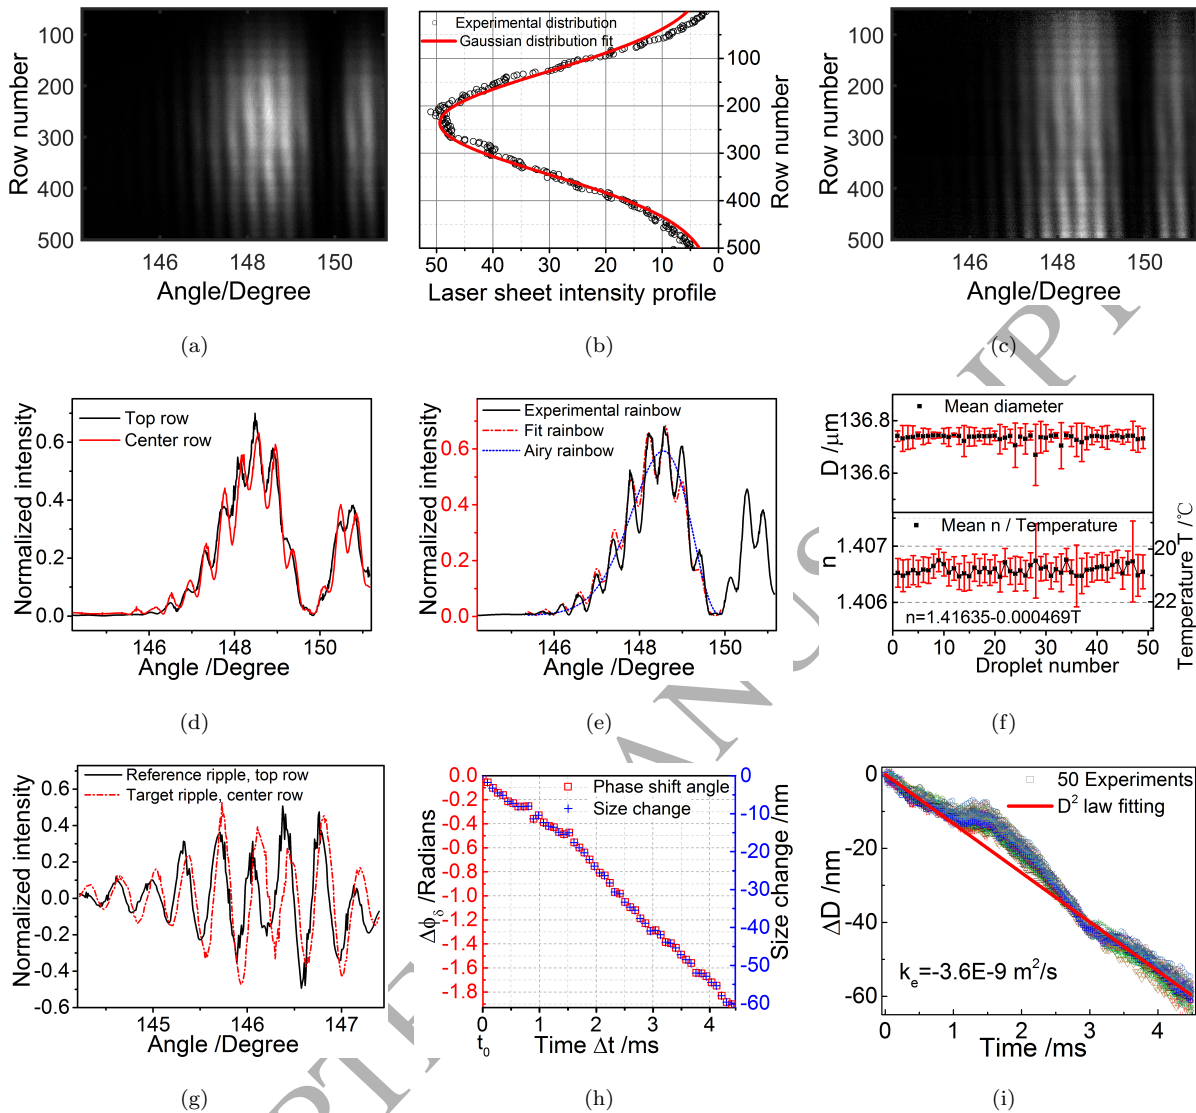 100
200
300
400
500
Row number
146
148
150
Angle/Degree
(a)
Experimental distribution
Gaussian distribution fit
100
200
300
400
500
Row number
50
40
30
20
10
0
Laser sheet intensity profile
(b)
100
200
300
400
500
Row number
146
148
150
Angle/Degree
(c)
Top row
Center row
0.6
0.4
0.2
0.0
Normalized intensity
146
148
150
Angle /Degree
(d)
Experimental rainbow
Fit rainbow
Airy rainbow
0.6
0.4
0.2
0.0
Normalized intensity
146
148
150
Angle /Degree
(e)
Mean diameter
136.8
136.6
D /μm
Mean n / Temperature
1.407
1.406
n
20
22
Temperature T /℃
n=1.41635-0.000469T
0
10
20
30
40
50
Droplet number
(f)
Reference ripple, top row
Target ripple, center row
0.6
0.4
0.2
0.0
-0.2
-0.4
-0.6
Normalized intensity
145
146
147
Angle /Degree
(g)
Phase shift angle
Size change
0.0
-0.2
-0.4
-0.6
-0.8
-1.0
-1.2
-1.4
-1.6
-1.8
Δϕδ /Radians
0
-10
-20
-30
-40
-50
-60
Size change /nm
0
1
2
3
4
t0
Time Δt /ms
(h)
50 Experiments
D² law fitting
0
-20
-40
-60
ΔD /nm
ke=-3.6E-9 m²/s
0
1
2
3
4
Time /ms
(i)